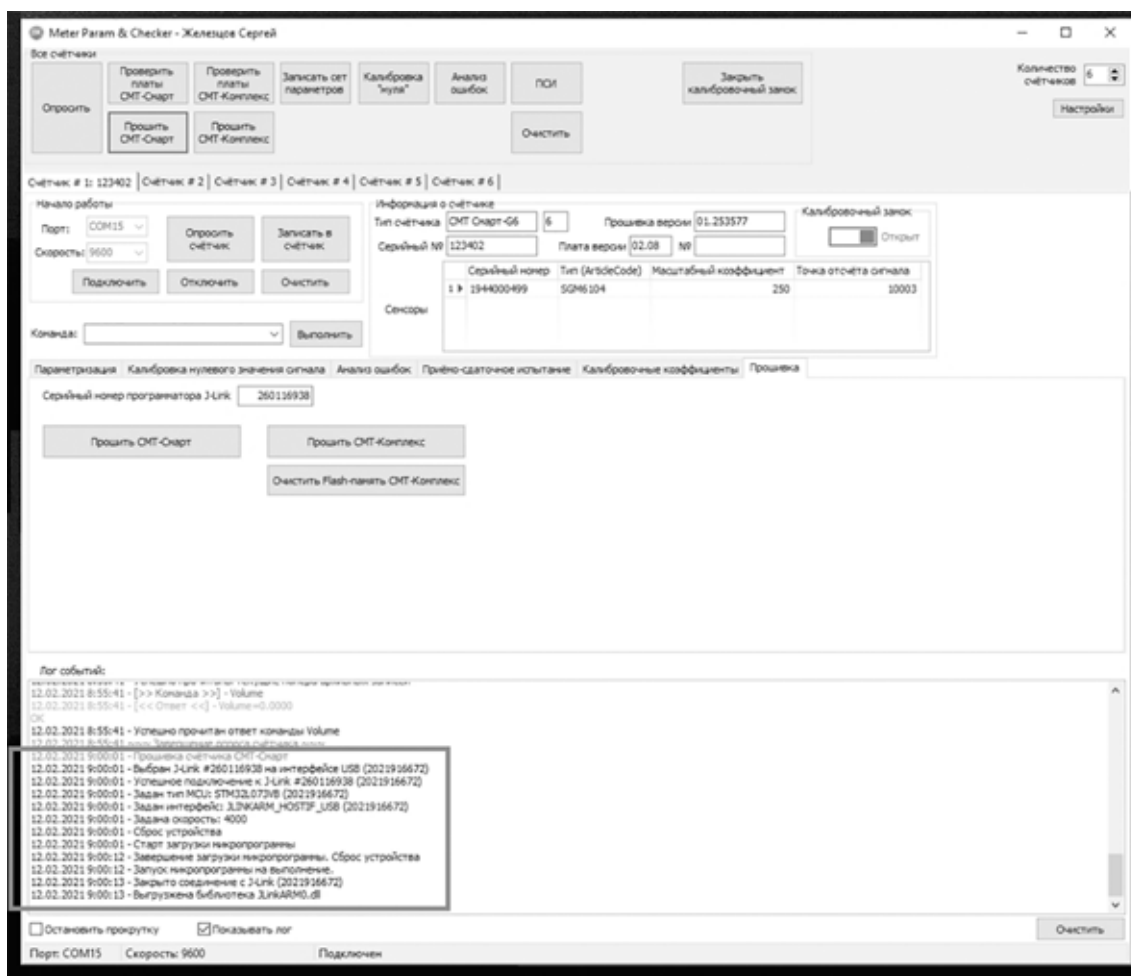 Meter Param & Checker - Железцов Сергей
Все счётчики
Опросить
Проверить платы СМТ-Смарт
Проверить платы СМТ-Комплекс
Записать сет параметров
Калибровка "нуля"
Анализ ошибок
ПСИ
Закрыть калибровочный замок
Количество счётчиков 6
Настройки
Прошить СМТ-Смарт
Прошить СМТ-Комплекс
Очистить
Счётчик # 1: 123402 Счётчик # 2 Счётчик # 3 Счётчик # 4 Счётчик # 5 Счётчик # 6
Начало работы
Порт: COM15
Скорость: 9600
Опросить счётчик
Записать в счётчик
Подключить
Отключить
Очистить
Команда:
Выполнить
Информация о счётчике
Тип счётчика СМТ Смарт-G6 6 Прошивка версии 01.253577
Серийный № 123402 Плата версии 02.08 №
Калибровочный замок
Открыт
Сенсоры
Серийный номер Тип (ArticleCode) Масштабный коэффициент Точка отсчёта сигнала
1 1944000499 SGM6104 250 10003
Параметризация Калибровка нулевого значения сигнала Анализ ошибок Приёмо-сдаточное испытание Калибровочные коэффициенты Прошивка
Серийный номер программатора J-Link 260116938
Прошить СМТ-Смарт
Прошить СМТ-Комплекс
Очистить Flash-память СМТ-Комплекс
Лог событий:
12.02.2021 8:55:41 - [>> Команда >>] - Volume
12.02.2021 8:55:41 - [<< Ответ <<] - Volume=0.0000
OK
12.02.2021 8:55:41 - Успешно прочитан ответ команды Volume
12.02.2021 8:55:41 Завершение опроса счётчика
12.02.2021 9:00:01 - Прошивка счётчика СМТ-Смарт
12.02.2021 9:00:01 - Выбран J-Link #260116938 на интерфейсе USB (2021916672)
12.02.2021 9:00:01 - Успешное подключение к J-Link #260116938 (2021916672)
12.02.2021 9:00:01 - Задан тип MCU: STM32L073VB (2021916672)
12.02.2021 9:00:01 - Задан интерфейс: JLINKARM_HOSTIF_USB (2021916672)
12.02.2021 9:00:01 - Задана скорость: 4000
12.02.2021 9:00:01 - Сброс устройства
12.02.2021 9:00:01 - Старт загрузки микропрограммы
12.02.2021 9:00:12 - Завершение загрузки микропрограммы. Сброс устройства
12.02.2021 9:00:12 - Запуск микропрограммы на выполнение.
12.02.2021 9:00:13 - Закрыто соединение с J-Link (2021916672)
12.02.2021 9:00:13 - Выгружена библиотека JLinkARM0.dll
Остановить прокрутку
Показывать лог
Очистить
Порт: COM15 Скорость: 9600 Подключен